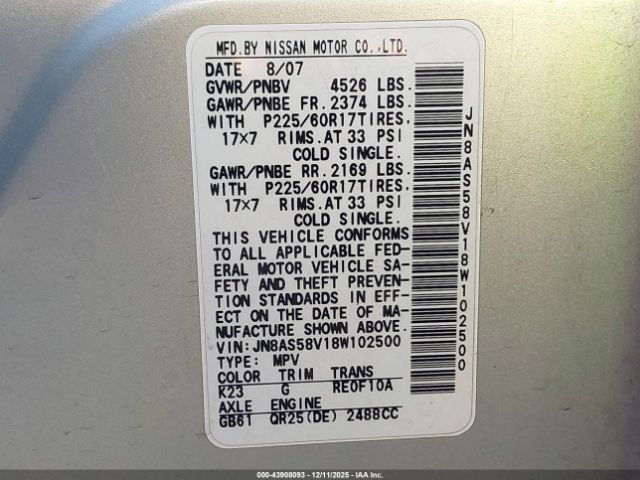 MFD.BY NISSAN MOTOR CO.,LTD.
DATE 8/07
GVWR/PNBV 4526 LBS.
GAWR/PNBE FR.2374 LBS.
WITH P225/60R17TIRES,
17×7 RIMS.AT 33 PSI
COLD SINGLE.
GAWR/PNBE RR.2169 LBS.
WITH P225/60R17TIRES,
17×7 RIMS.AT 33 PSI
COLD SINGLE.
THIS VEHICLE CONFORMS
TO ALL APPLICABLE FED-
ERAL MOTOR VEHICLE SA-
FETY AND THEFT PREVEN-
TION STANDARDS IN EFF-
ECT ON THE DATE OF MA-
NUFACTURE SHOWN ABOVE.
VIN:JN8AS58V18W102500
TYPE: MPV
COLOR TRIM TRANS
K23 G RE0F10A
AXLE ENGINE
GB61 QR25(DE) 2488CC
JN8AS58V18W102500
000-43908093 - 12/11/2025 - COPART